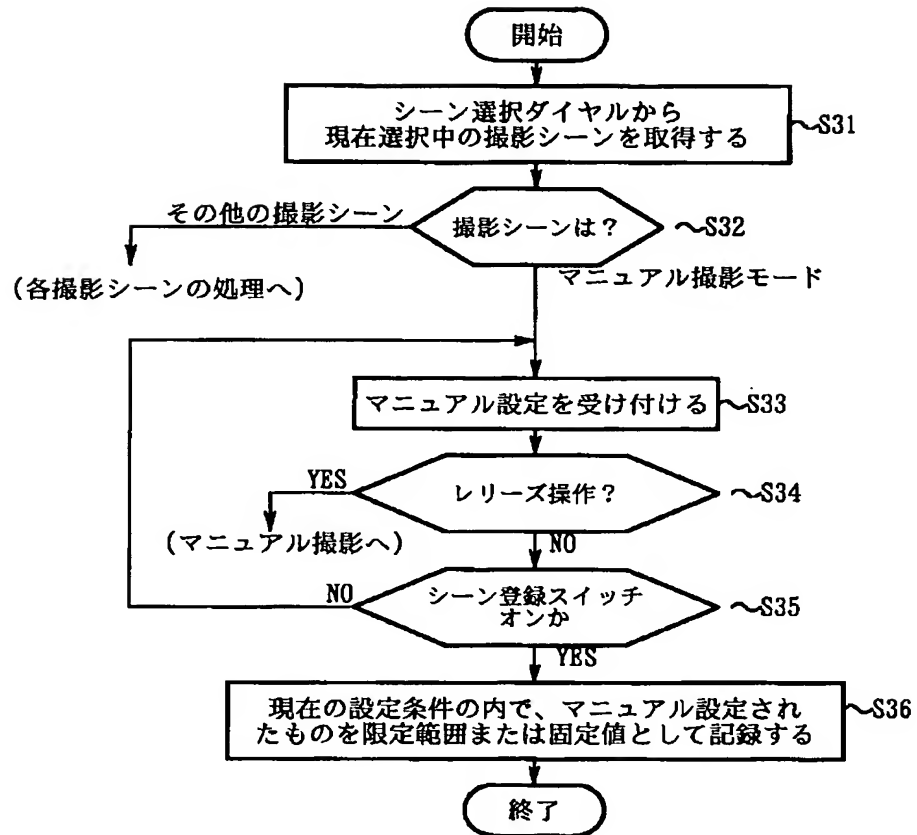 開始
シーン選択ダイヤルから
現在選択中の撮影シーンを取得する
~S31
その他の撮影シーン
撮影シーンは?
~S32
(各撮影シーンの処理へ)
マニュアル撮影モード
マニュアル設定を受け付ける
~S33
YES
レリーズ操作?
~S34
(マニュアル撮影へ)
NO
NO
シーン登録スイッチ
オンか
~S35
YES
現在の設定条件の内で、マニュアル設定され
たものを限定範囲または固定値として記録する
~S36
終了